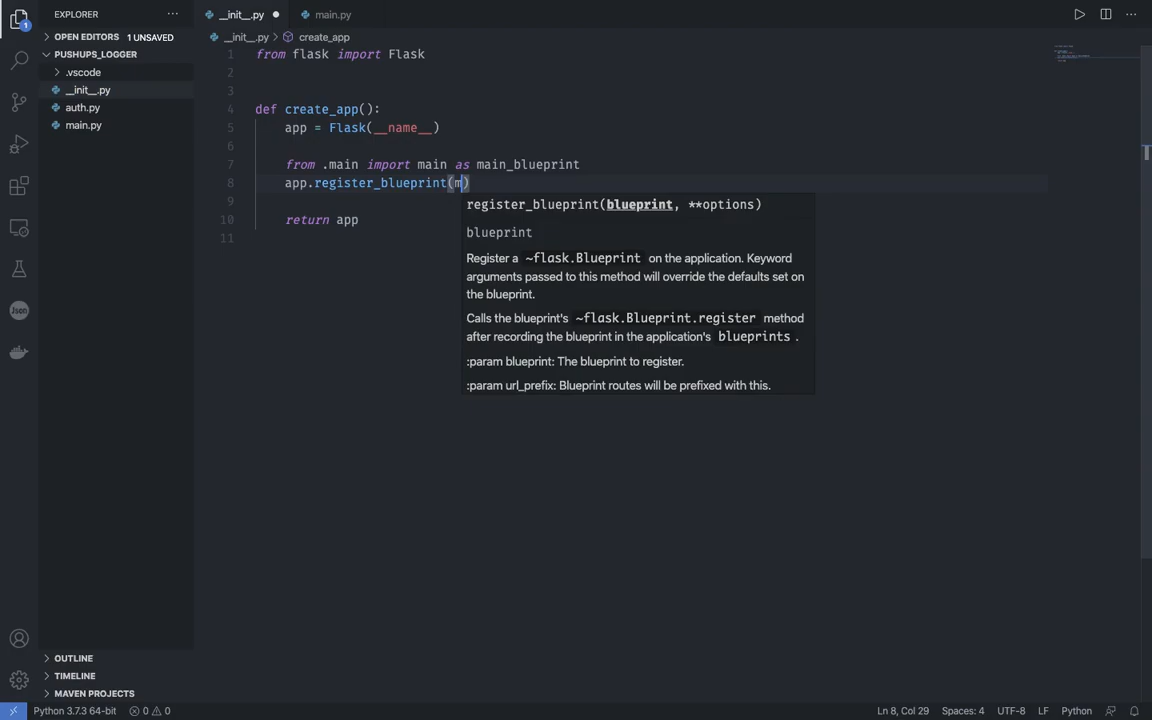 EXPLORER
···
__init__.py
main.py
···
OPEN EDITORS 1 UNSAVED
__init__.py > create_app
PUSHUPS_LOGGER
.vscode
__init__.py
auth.py
main.py
1 from flask import Flask
2
3
4 def create_app():
5 app = Flask(__name__)
6
7 from .main import main as main_blueprint
8 app.register_blueprint(m)
9
10 return app
11
register_blueprint(blueprint, **options)
blueprint
Register a ~flask.Blueprint on the application. Keyword
arguments passed to this method will override the defaults set on
the blueprint.
Calls the blueprint's ~flask.Blueprint.register method
after recording the blueprint in the application's blueprints .
:param blueprint: The blueprint to register.
:param url_prefix: Blueprint routes will be prefixed with this.
1
Json
OUTLINE
TIMELINE
MAVEN PROJECTS
Python 3.7.3 64-bit 0 0 Ln 8, Col 29 Spaces: 4 UTF-8 LF Python